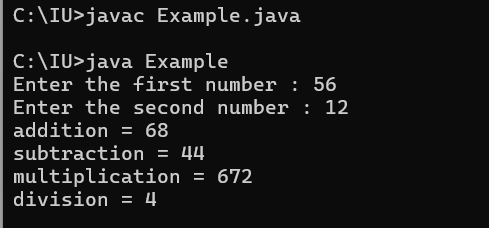 C:\IU>javac Example.java
C:\IU>java Example
Enter the first number : 56
Enter the second number : 12
addition = 68
subtraction = 44
multiplication = 672
division = 4